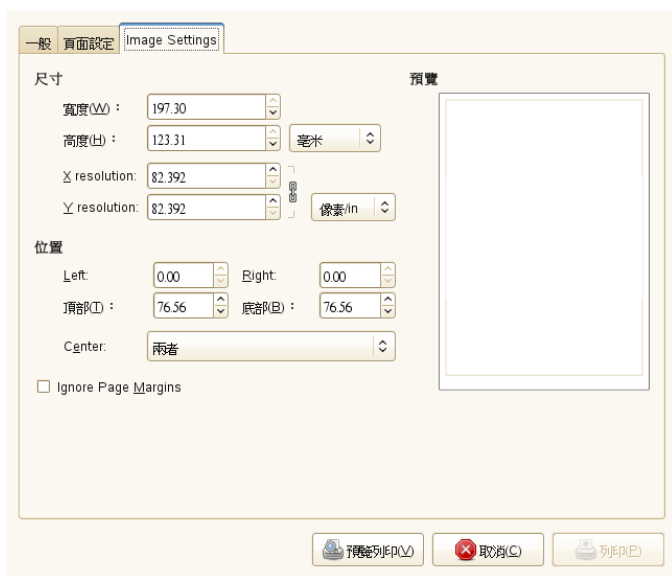 一般 頁面設定 Image Settings
尺寸 預覽
寬度(W)： 197.30
高度(H)： 123.31 毫米
X resolution: 82.392
Y resolution: 82.392 像素/in
位置
Left: 0.00 Right: 0.00
頂部(T)： 76.56 底部(B)： 76.56
Center: 兩者
Ignore Page Margins
預覽列印(V) 取消(C) 列印(P)